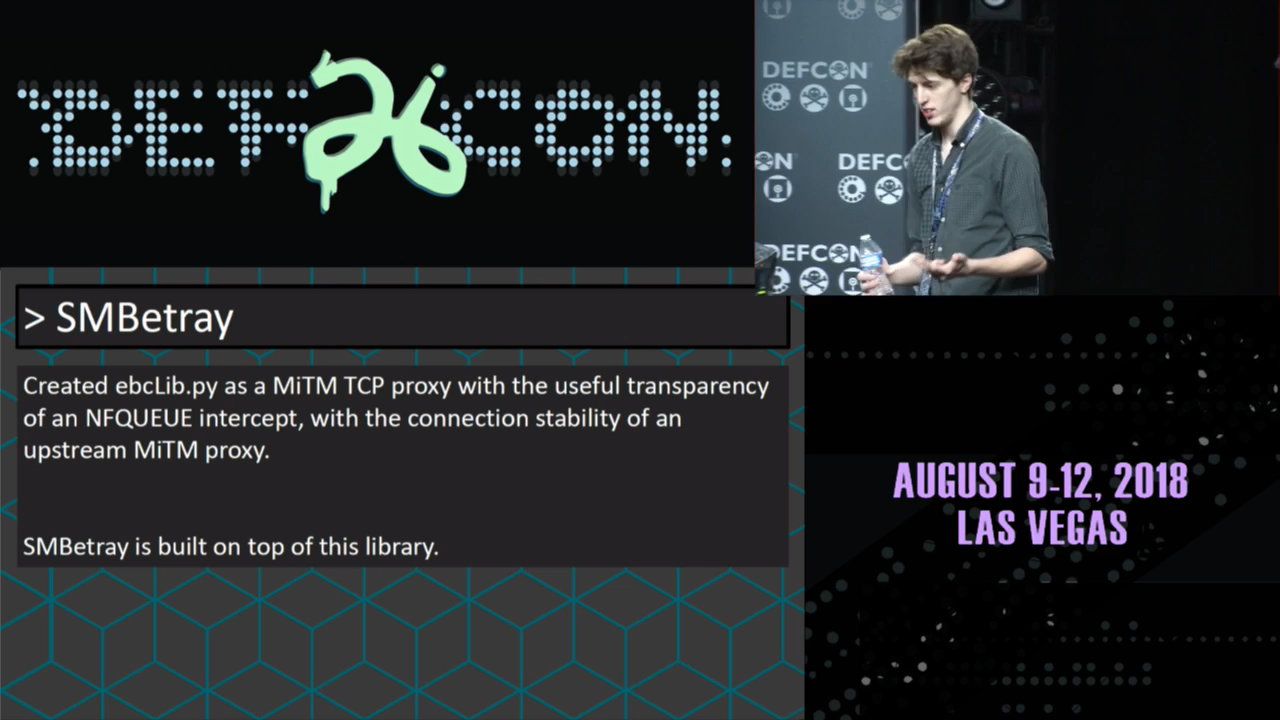 DEF CON
26
DEFCON
CON
DEFC
DEFCON
> SMBetray
Created ebcLib.py as a MiTM TCP proxy with the useful transparency
of an NFQUEUE intercept, with the connection stability of an
upstream MiTM proxy.
SMBetray is built on top of this library.
AUGUST 9-12, 2018
LAS VEGAS